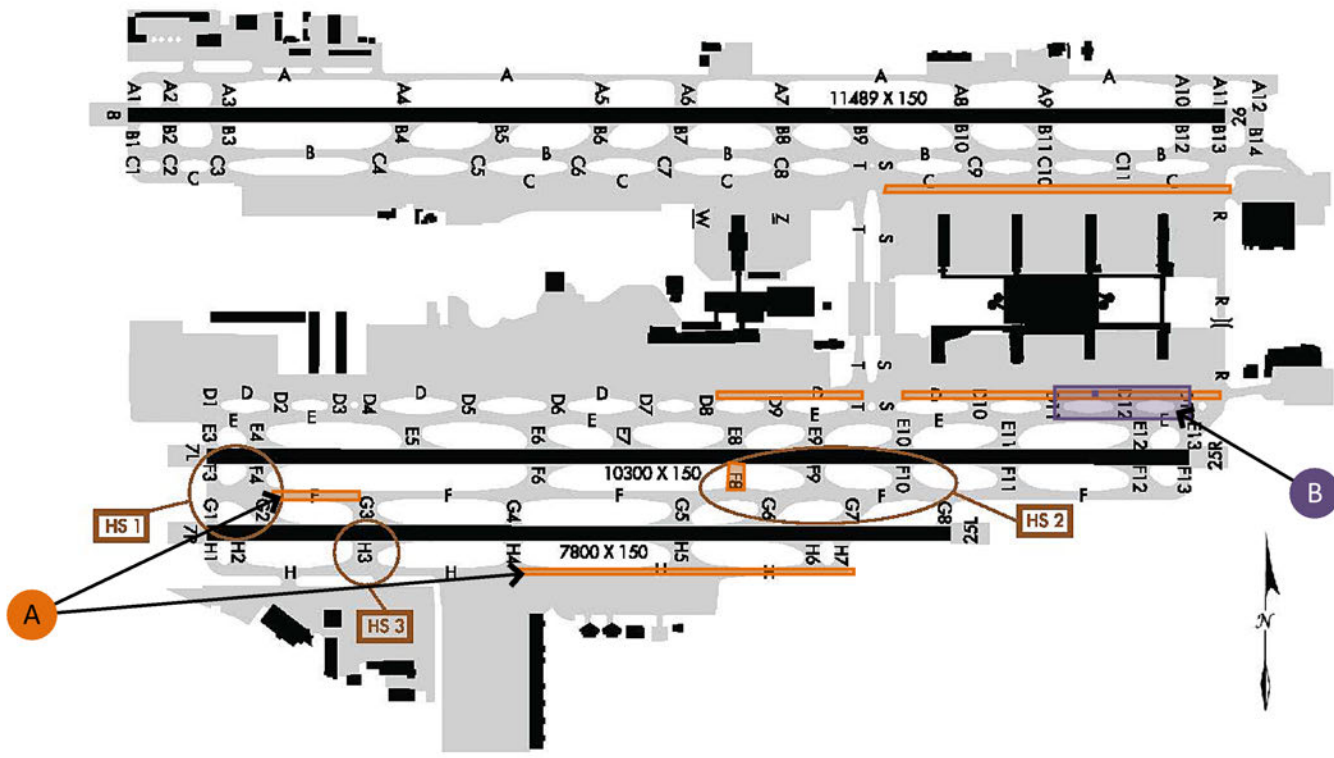 A A A A
A1 A2 A3 A4 A5 A6 A7 A8 A9 A10 A11 A12
8 11489 X 150 26
B1 B2 B3 B4 B5 B6 B7 B8 B9 B10 B11 B12 B13 B14
B B B B B
C1 C2 C3 C4 C5 C6 C7 C8 T S C9 C10 C11
C C C C C C
W Z T S R
R
T S R
D1 D D2 D3 D4 D D5 D6 D D7 D8 D9 T S D10 D11 D12
E E E E E
E3 E4 E5 E6 E7 E8 E9 E10 E11 E12 E13
7L 10300 X 150 25R
F3 F4 F6 F8 F9 F10 F11 F12 F13
F F F F F
G1 G2 G3 G4 G5 G6 G7 G8
HS 1
HS 2
7R 7800 X 150 25L
H1 H2 H3 H4 H5 H6 H7
H H H H
HS 3
A
B
N